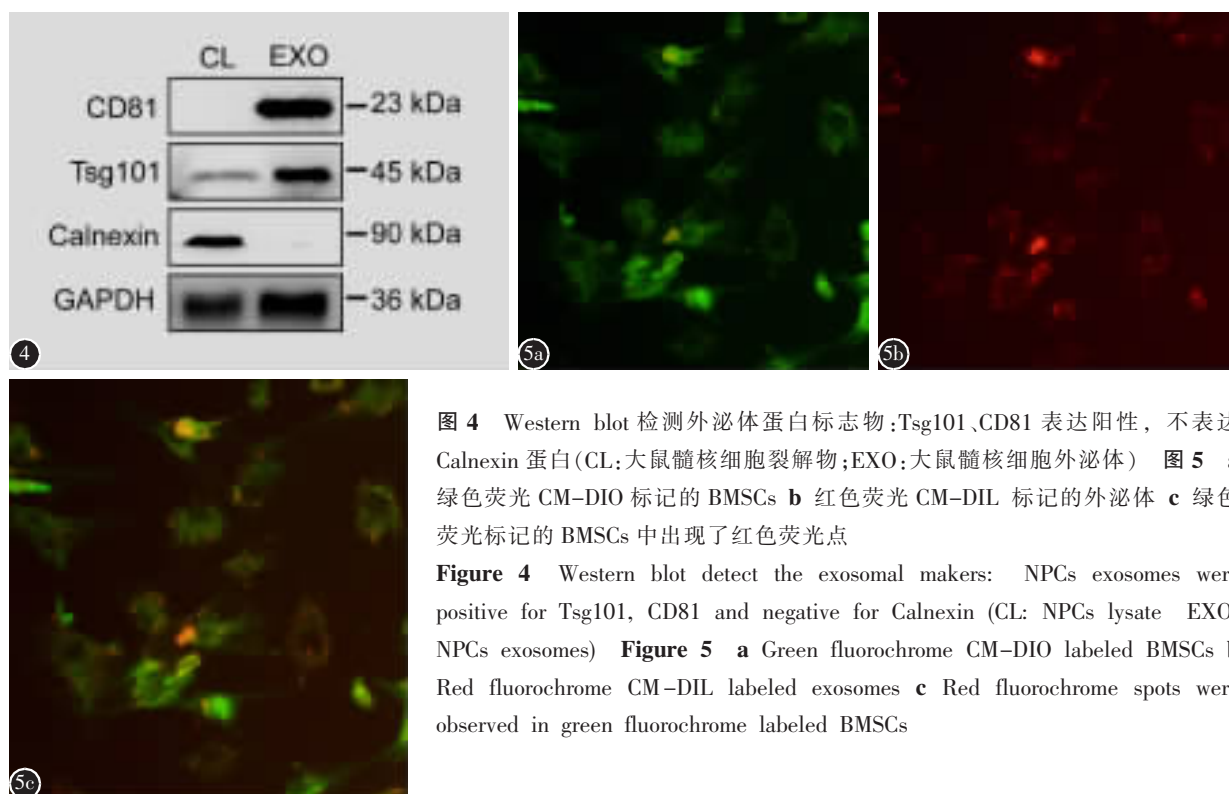 CL EXO
CD81 23 kDa
Tsg101 45 kDa
Calnexin 90 kDa
GAPDH 36 kDa
4
5a
5b
5c
图 4 Western blot 检测外泌体蛋白标志物:Tsg101、CD81 表达阳性，不表达
Calnexin 蛋白(CL:大鼠髓核细胞裂解物;EXO:大鼠髓核细胞外泌体) 图 5
绿色荧光 CM-DIO 标记的 BMSCs b 红色荧光 CM-DIL 标记的外泌体 c 绿色
荧光标记的 BMSCs 中出现了红色荧光点
Figure 4 Western blot detect the exosomal makers: NPCs exosomes wer
positive for Tsg101, CD81 and negative for Calnexin (CL: NPCs lysate EXO
NPCs exosomes) Figure 5 a Green fluorochrome CM-DIO labeled BMSCs
Red fluorochrome CM-DIL labeled exosomes c Red fluorochrome spots wer
observed in green fluorochrome labeled BMSCs